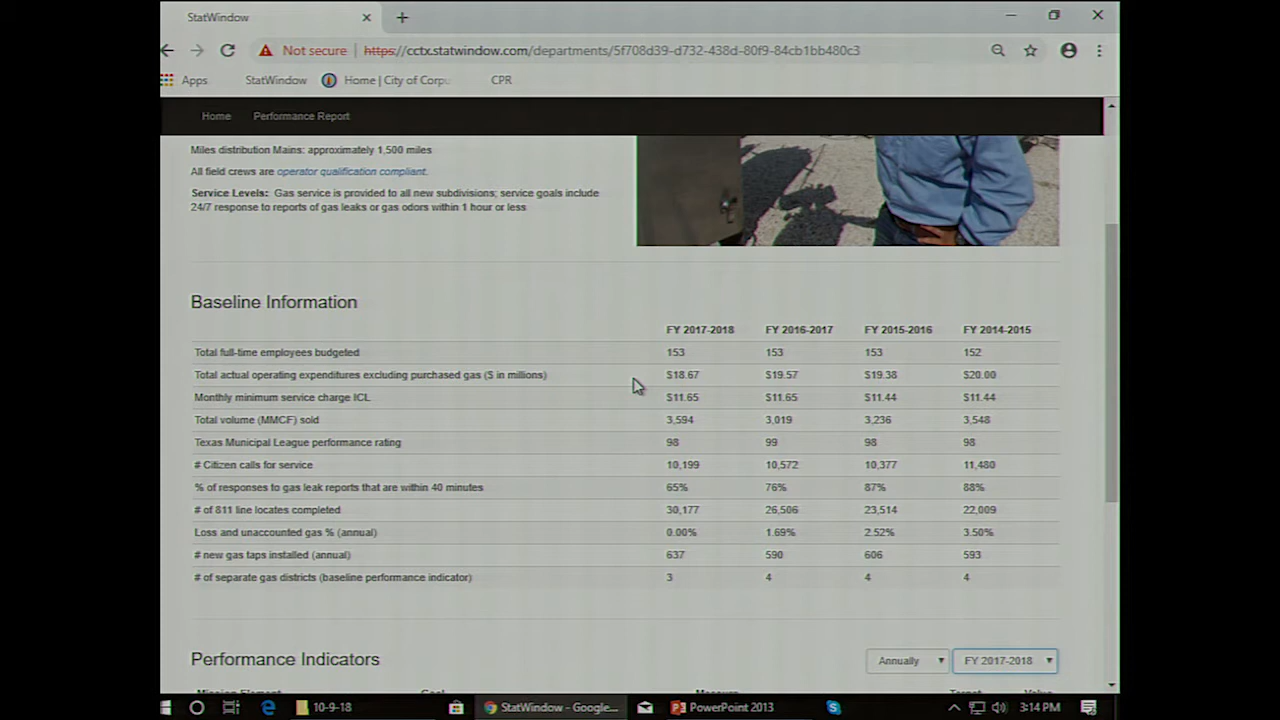 StatWindow
Not secure https://cctx.statwindow.com/departments/5f708d39-d732-438d-80f9-84cb1bb480c3
Apps StatWindow Home | City of Corpu CPR
Home Performance Report
Miles distribution Mains: approximately 1,500 miles
All field crews are operator qualification compliant.
Service Levels: Gas service is provided to all new subdivisions; service goals include
24/7 response to reports of gas leaks or gas odors within 1 hour or less
Baseline Information
FY 2017-2018 FY 2016-2017 FY 2015-2016 FY 2014-2015
Total full-time employees budgeted 153 153 153 152
Total actual operating expenditures excluding purchased gas ($ in millions) $18.67 $19.57 $19.38 $20.00
Monthly minimum service charge ICL $11.65 $11.65 $11.44 $11.44
Total volume (MMCF) sold 3,594 3,019 3,236 3,548
Texas Municipal League performance rating 98 99 98 98
# Citizen calls for service 10,199 10,572 10,377 11,480
% of responses to gas leak reports that are within 40 minutes 65% 76% 87% 88%
# of 811 line locates completed 30,177 26,506 23,514 22,009
Loss and unaccounted gas % (annual) 0.00% 1.69% 2.52% 3.50%
# new gas taps installed (annual) 637 590 606 593
# of separate gas districts (baseline performance indicator) 3 4 4 4
Performance Indicators Annually FY 2017-2018
Mission Element Goal Measure Target Value
10-9-18 StatWindow - Google... PowerPoint 2013 3:14 PM